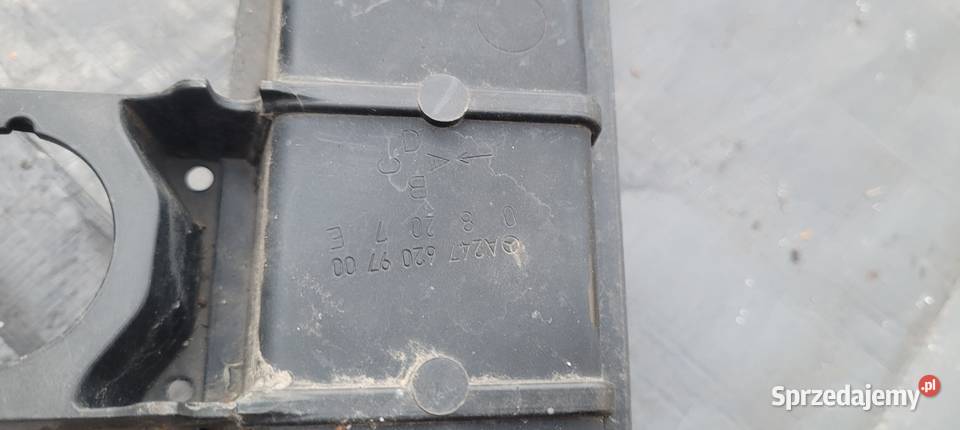 A247 620 97 00
0 8 20 7 E
B
A C
D
Sprzedajemy.pl